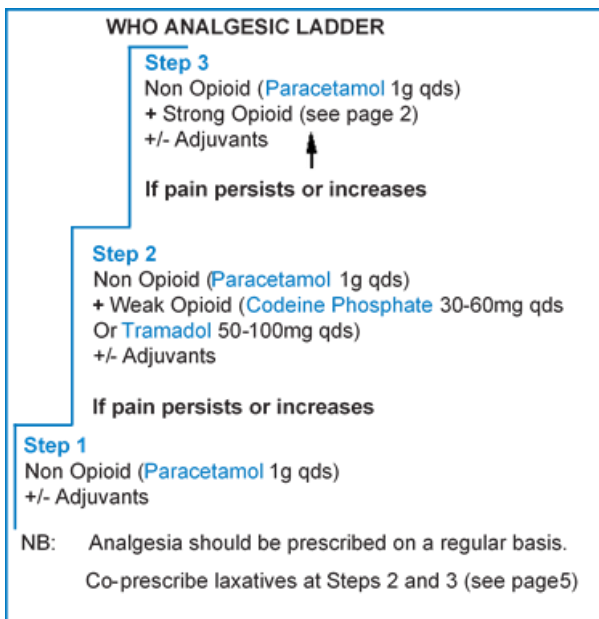 WHO ANALGESIC LADDER
Step 3
Non Opioid (Paracetamol 1g qds)
+ Strong Opioid (see page 2)
+/- Adjuvants
If pain persists or increases
Step 2
Non Opioid (Paracetamol 1g qds)
+ Weak Opioid (Codeine Phosphate 30-60mg qds
Or Tramadol 50-100mg qds)
+/- Adjuvants
If pain persists or increases
Step 1
Non Opioid (Paracetamol 1g qds)
+/- Adjuvants
NB: Analgesia should be prescribed on a regular basis.
Co-prescribe laxatives at Steps 2 and 3 (see page5)